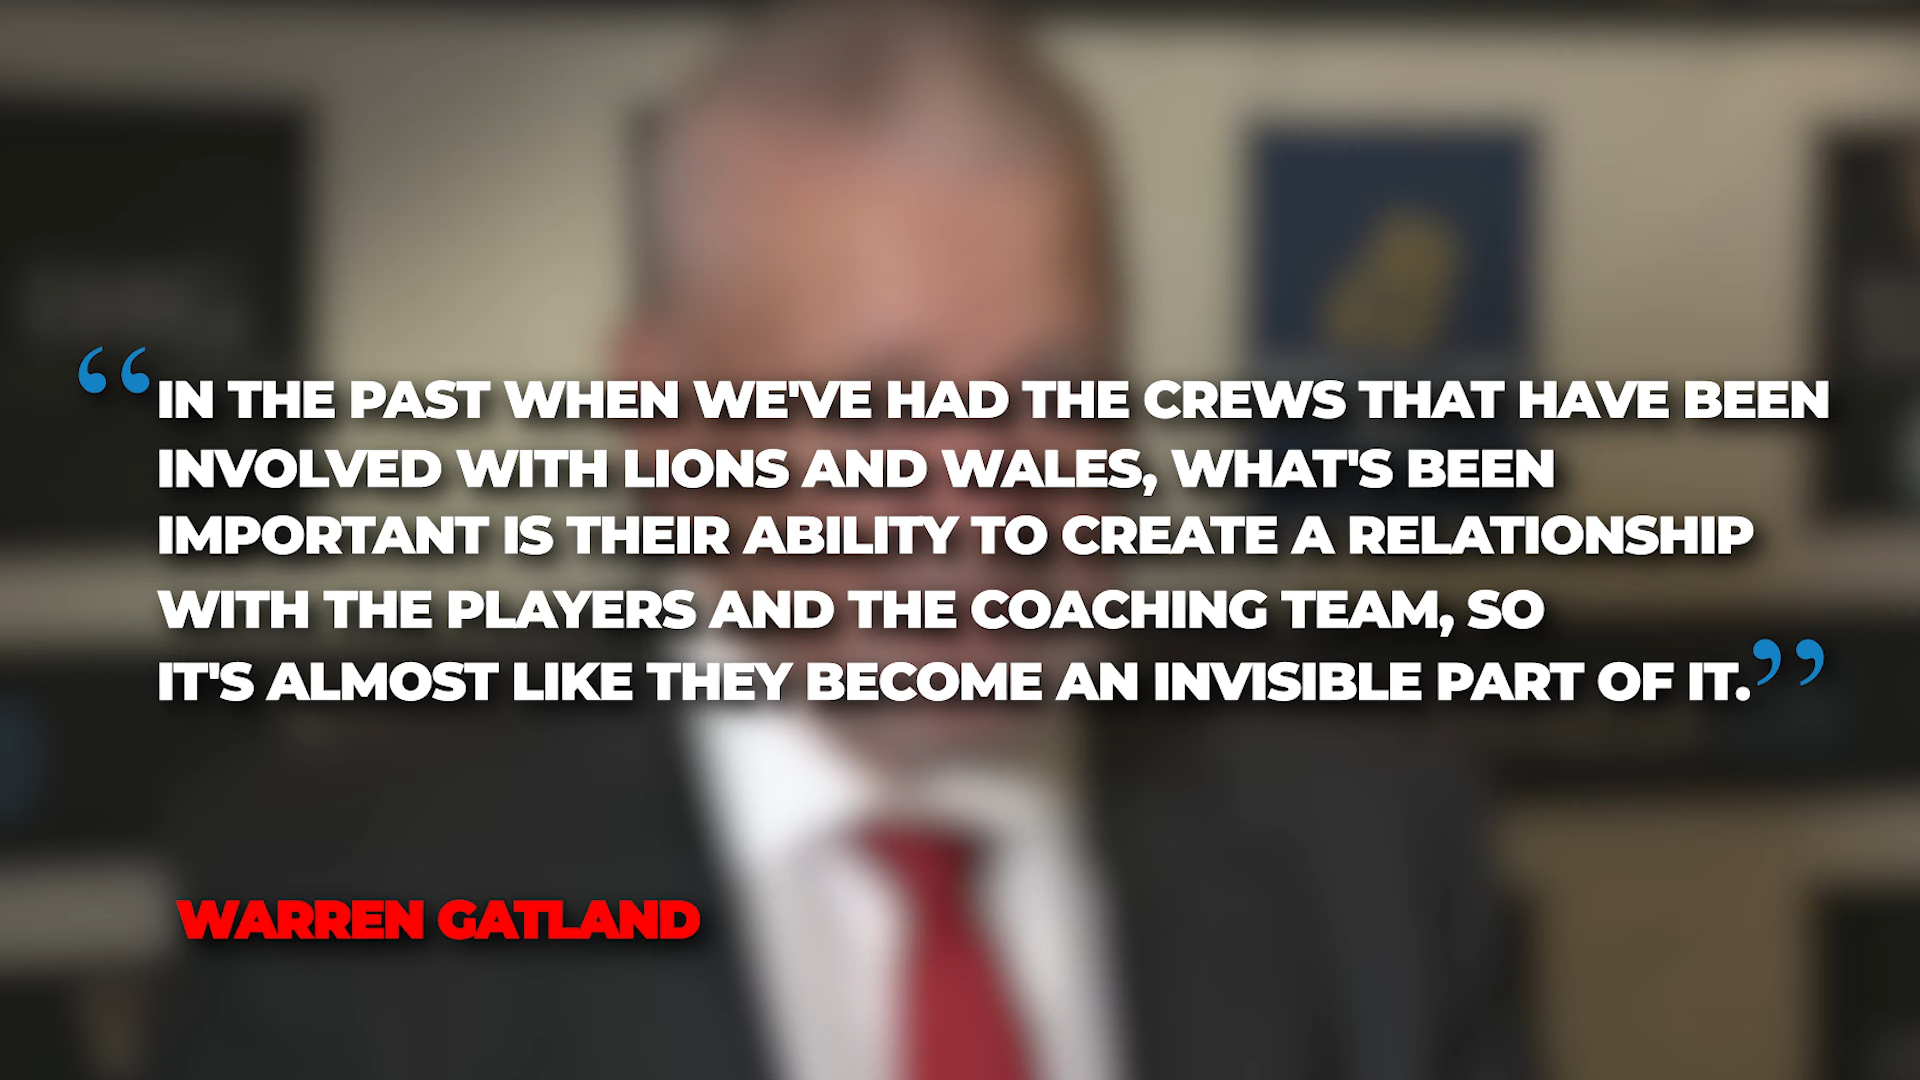 “IN THE PAST WHEN WE'VE HAD THE CREWS THAT HAVE BEEN
INVOLVED WITH LIONS AND WALES, WHAT'S BEEN
IMPORTANT IS THEIR ABILITY TO CREATE A RELATIONSHIP
WITH THE PLAYERS AND THE COACHING TEAM, SO
IT'S ALMOST LIKE THEY BECOME AN INVISIBLE PART OF IT.”
WARREN GATLAND